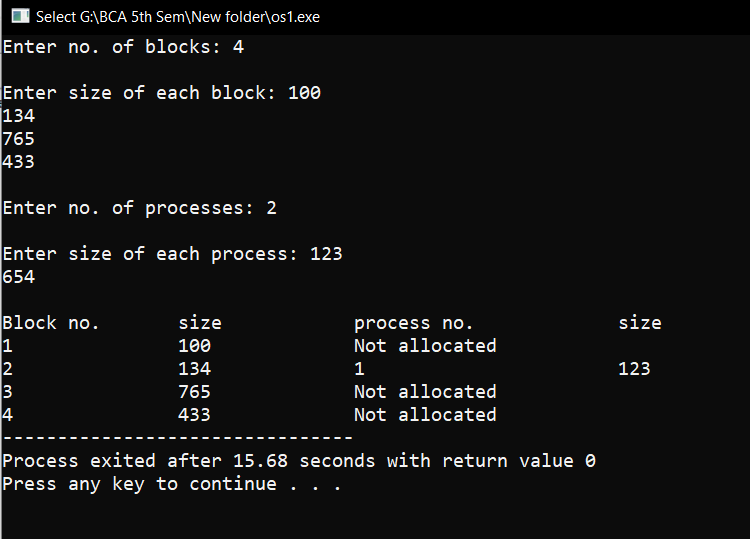 Select G:\BCA 5th Sem\New folder\os1.exe
Enter no. of blocks: 4
Enter size of each block: 100
134
765
433
Enter no. of processes: 2
Enter size of each process: 123
654
Block no. size process no. size
1 100 Not allocated
2 134 1 123
3 765 Not allocated
4 433 Not allocated
--------------------------------
Process exited after 15.68 seconds with return value 0
Press any key to continue . . .